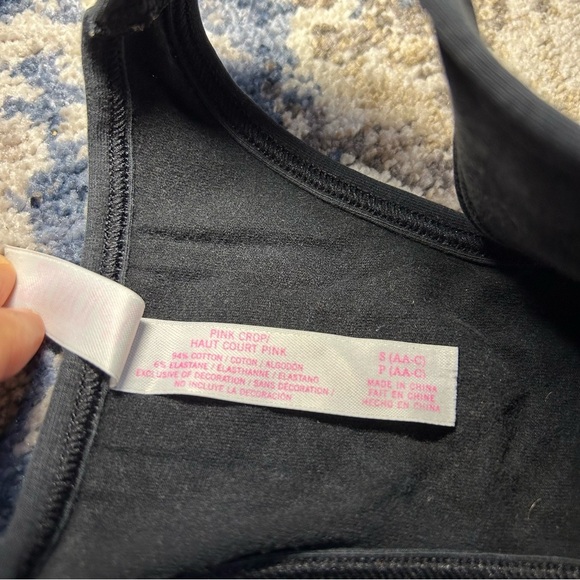 PINK CROP/
HAUT COURT PINK
94% COTTON / COTON / ALGODÓN
6% ELASTANE / ELASTHANNE / ELASTANO
EXCLUSIVE OF DECORATION / SANS DÉCORATION /
NO INCLUYE LA DECORACIÓN
S (AA-C)
P (AA-C)
MADE IN CHINA
FAIT EN CHINE
HECHO EN CHINA